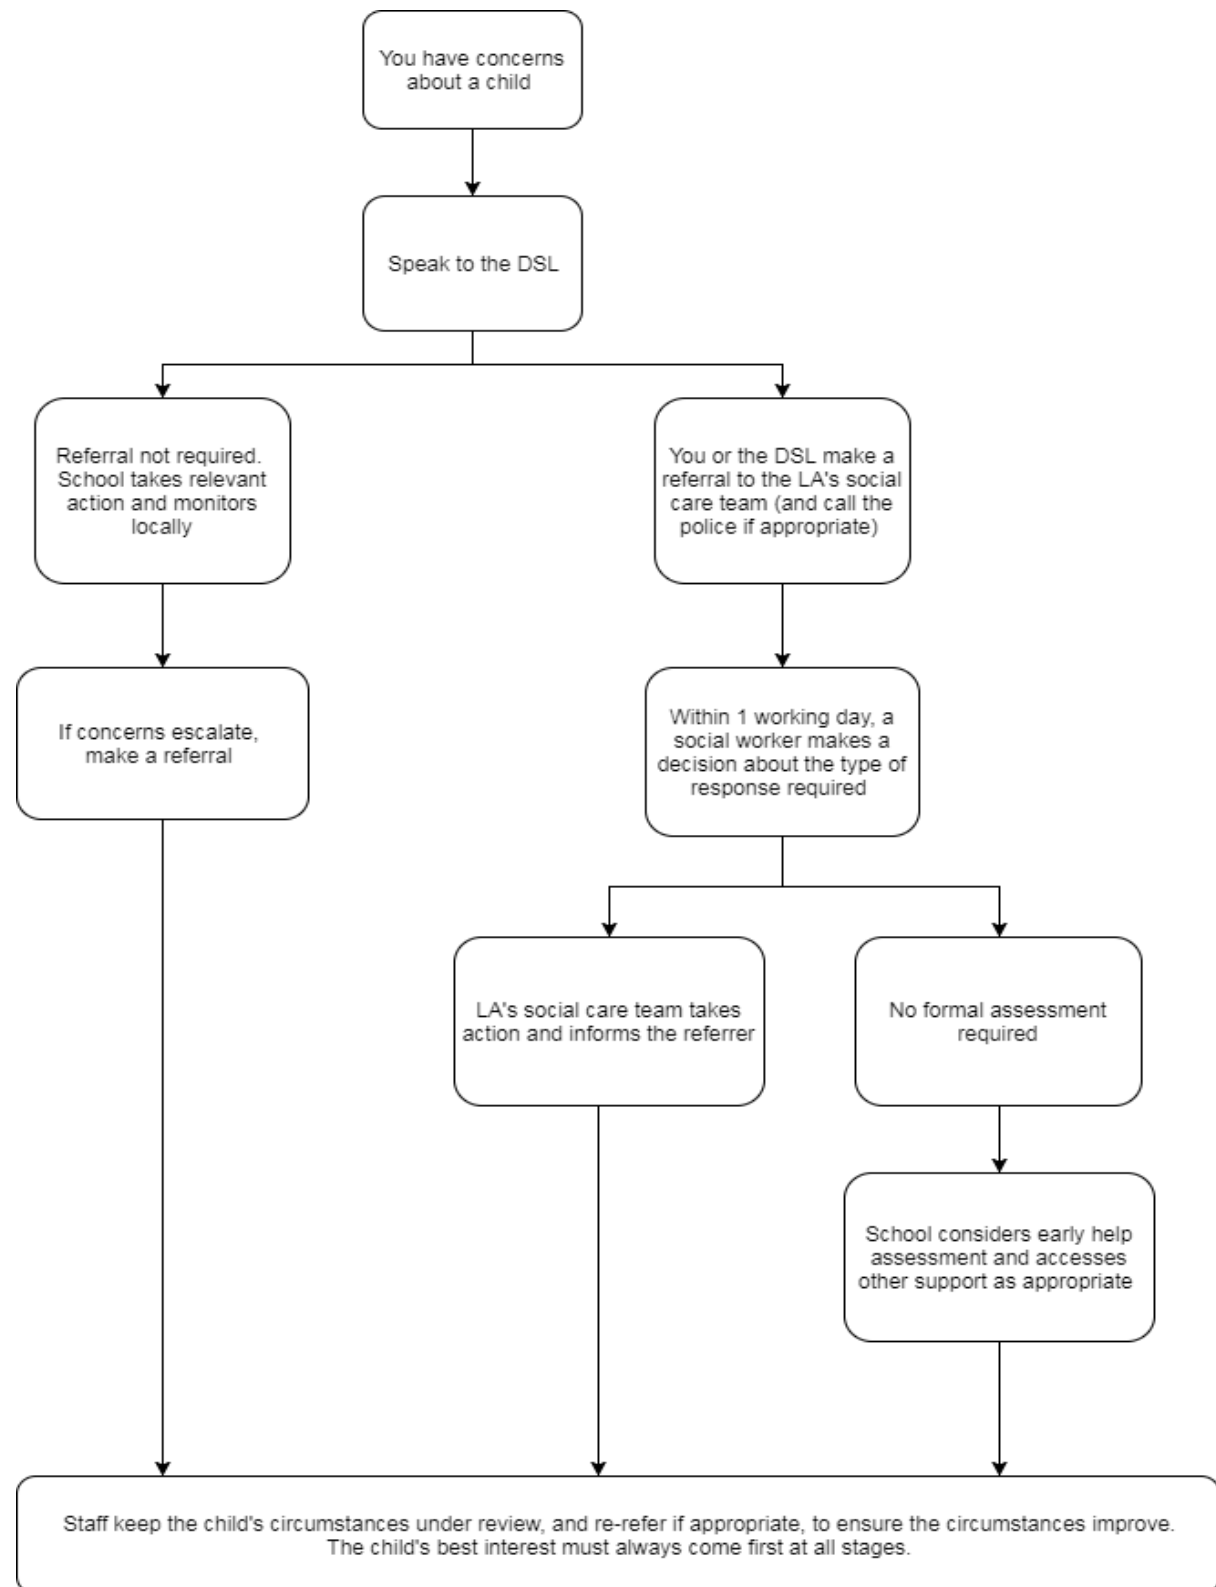 You have concerns
about a child
Speak to the DSL
Referral not required.
School takes relevant
action and monitors
locally
You or the DSL make a
referral to the LA's social
care team (and call the
police if appropriate)
If concerns escalate,
make a referral
Within 1 working day, a
social worker makes a
decision about the type of
response required
LA's social care team takes
action and informs the referrer
No formal assessment
required
School considers early help
assessment and accesses
other support as appropriate
Staff keep the child's circumstances under review, and re-refer if appropriate, to ensure the circumstances improve.
The child's best interest must always come first at all stages.